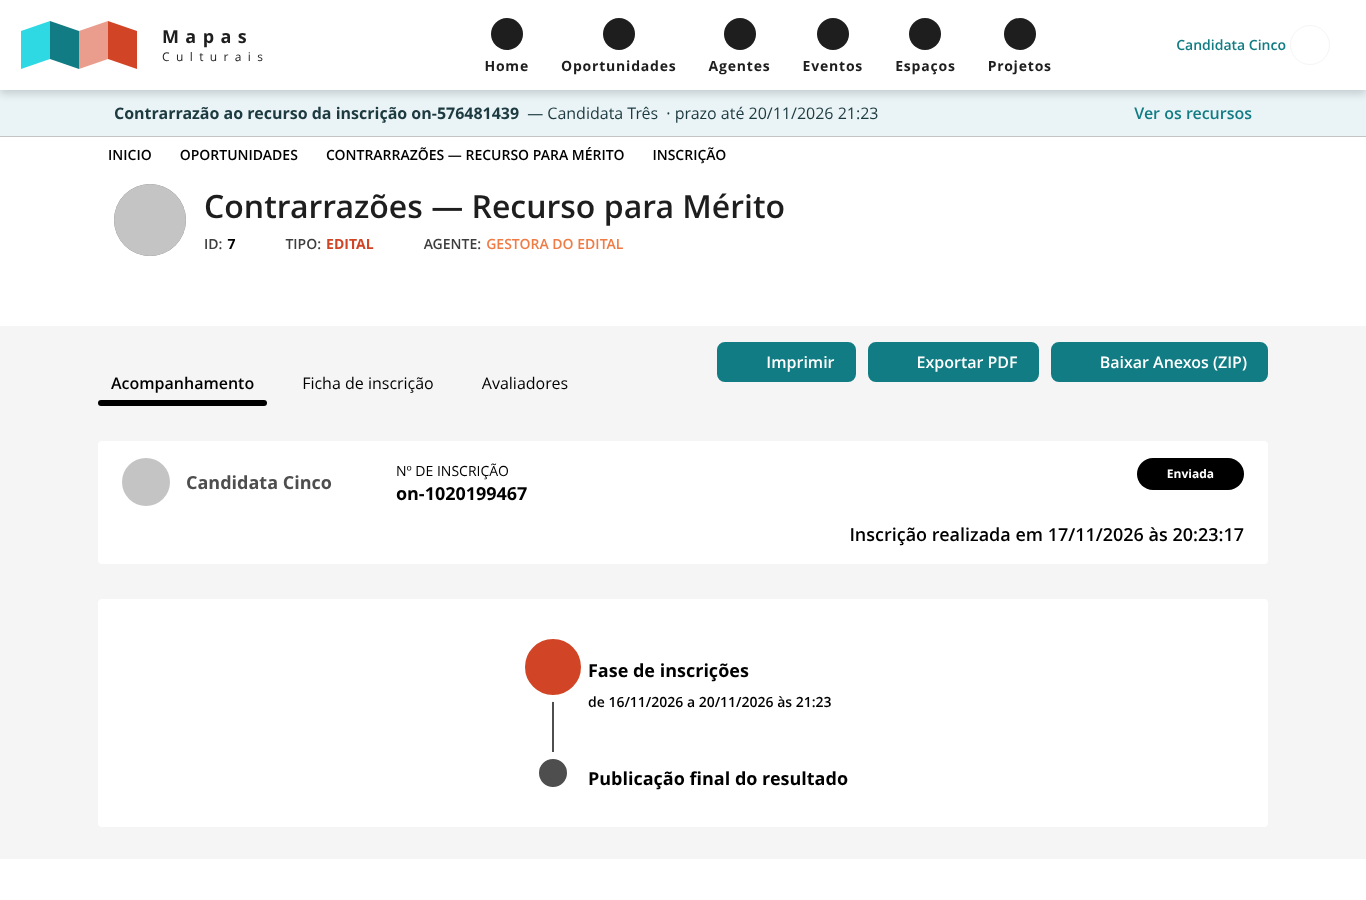 Mapas
Culturais
Home
Oportunidades
Agentes
Eventos
Espaços
Projetos
Candidata Cinco
Contrarrazão ao recurso da inscrição on-576481439 — Candidata Três · prazo até 20/11/2026 21:23
Ver os recursos
INICIO
OPORTUNIDADES
CONTRARRAZÕES — RECURSO PARA MÉRITO
INSCRIÇÃO
Contrarrazões — Recurso para Mérito
ID: 7
TIPO: EDITAL
AGENTE: GESTORA DO EDITAL
Imprimir
Exportar PDF
Baixar Anexos (ZIP)
Acompanhamento
Ficha de inscrição
Avaliadores
Candidata Cinco
Nº DE INSCRIÇÃO
on-1020199467
Enviada
Inscrição realizada em 17/11/2026 às 20:23:17
Fase de inscrições
de 16/11/2026 a 20/11/2026 às 21:23
Publicação final do resultado